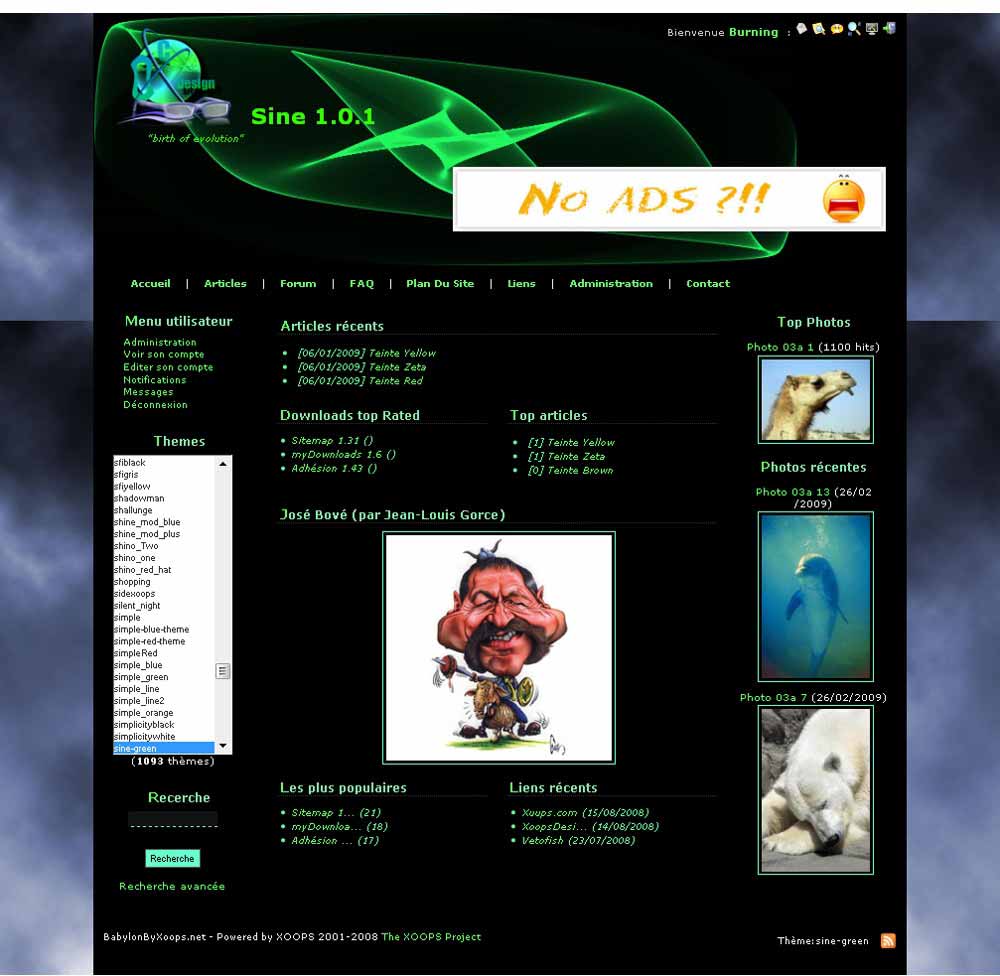 Bienvenue Burning :
Design
Sine 1.0.1
"birth of evolution"
No ADS ?!!
Accueil | Articles | Forum | FAQ | Plan Du Site | Liens | Administration | Contact
Menu utilisateur
Administration
Voir son compte
Editer son compte
Notifications
Messages
Déconnexion
Themes
sfiblack
sfigris
sfiyellow
shadowman
shallunge
shine_mod_blue
shine_mod_plus
shino_Two
shino_one
shino_red_hat
shopping
sidexoops
silent_night
simple
simple-blue-theme
simple-red-theme
simpleRed
simple_blue
simple_green
simple_line
simple_line2
simple_orange
simplicityblack
simplicitywhite
sine-green
(1093 thèmes)
Recerche
Recherche
Recherche avancée
Articles récents
[06/01/2009] Teinte Yellow
[06/01/2009] Teinte Zeta
[06/01/2009] Teinte Red
Downloads top Rated
Sitemap 1.31 ()
myDownloads 1.6 ()
Adhésion 1.43 ()
Top articles
[1] Teinte Yellow
[1] Teinte Zeta
[0] Teinte Brown
José Bové (par Jean-Louis Gorce)
Les plus populaires
Sitemap 1... (21)
myDownloa... (18)
Adhésion ... (17)
Liens récents
Xuups.com (15/08/2008)
XoopsDesi... (14/08/2008)
Vetofish (23/07/2008)
Top Photos
Photo 03a 1 (1100 hits)
Photos récentes
Photo 03a 13 (26/02
/2009)
Photo 03a 7 (26/02/2009)
BabylonByXoops.net - Powered by XOOPS 2001-2008 The XOOPS Project
Thème:sine-green